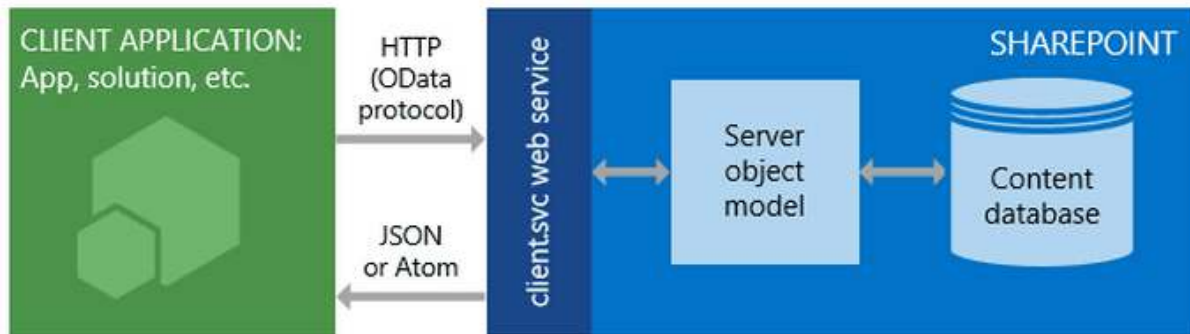 CLIENT APPLICATION:
App, solution, etc.
HTTP
(OData
protocol)
JSON
or Atom
client.svc web service
SHAREPOINT
Server
object
model
Content
database